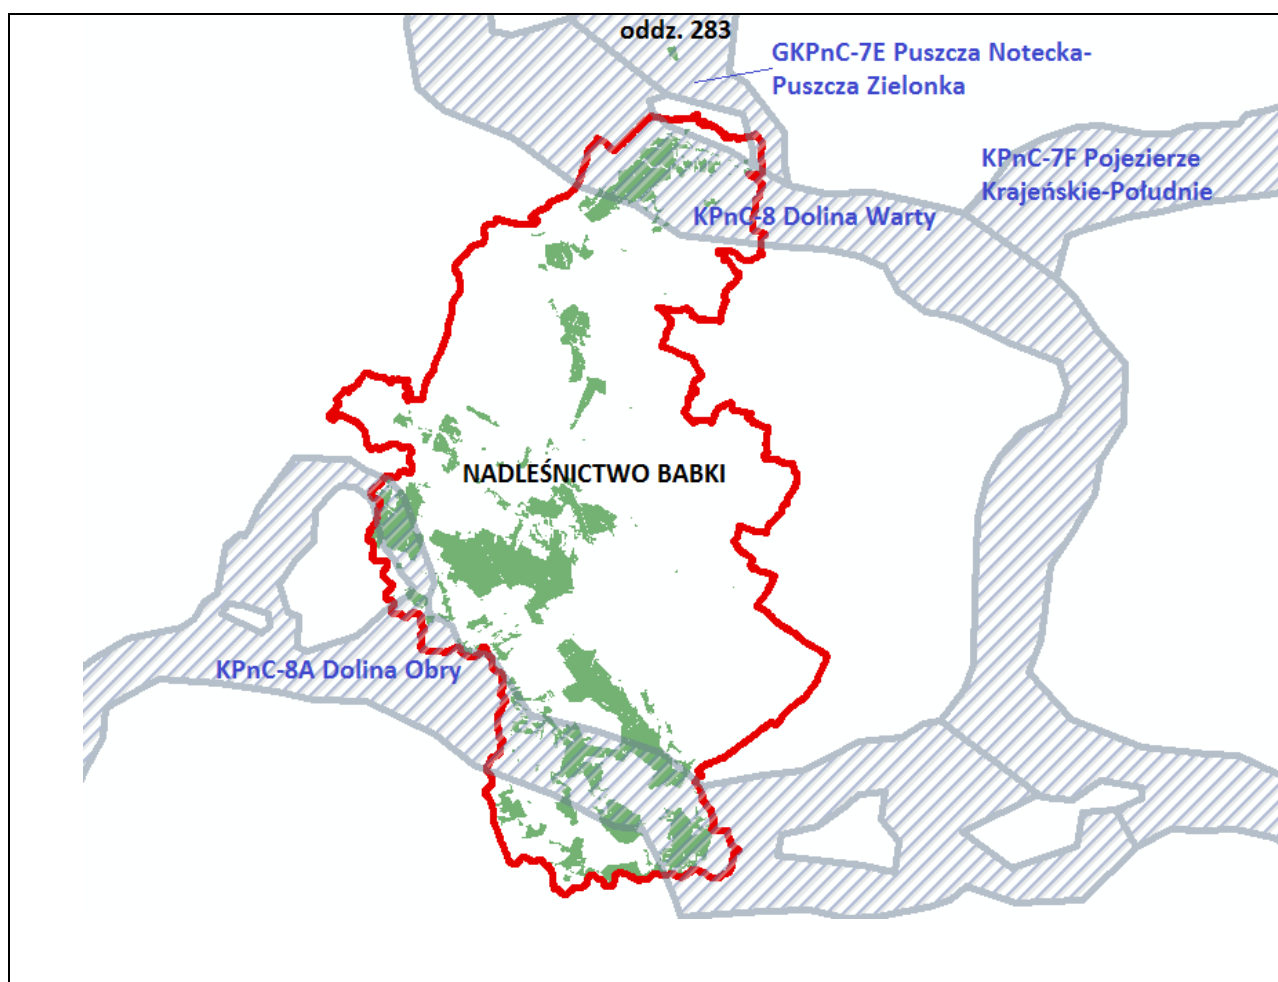 oddz. 283
GKPnC-7E Puszcza Notecka-
Puszcza Zielonka
KPnC-7F Pojezierze
Krajeńskie-Południe
KPnC-8 Dolina Warty
NADLEŚNICTWO BABKI
KPnC-8A Dolina Obry